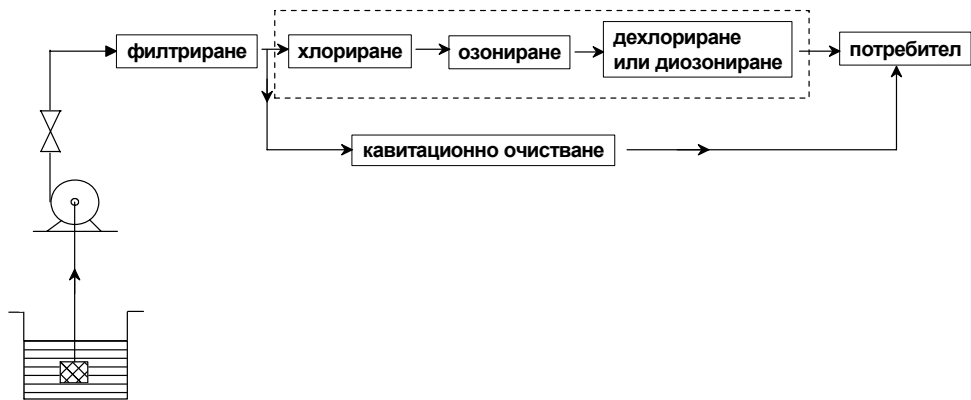 филтриране
хлориране
озониране
дехлориране
или диозониране
потребител
кавитационно очистване